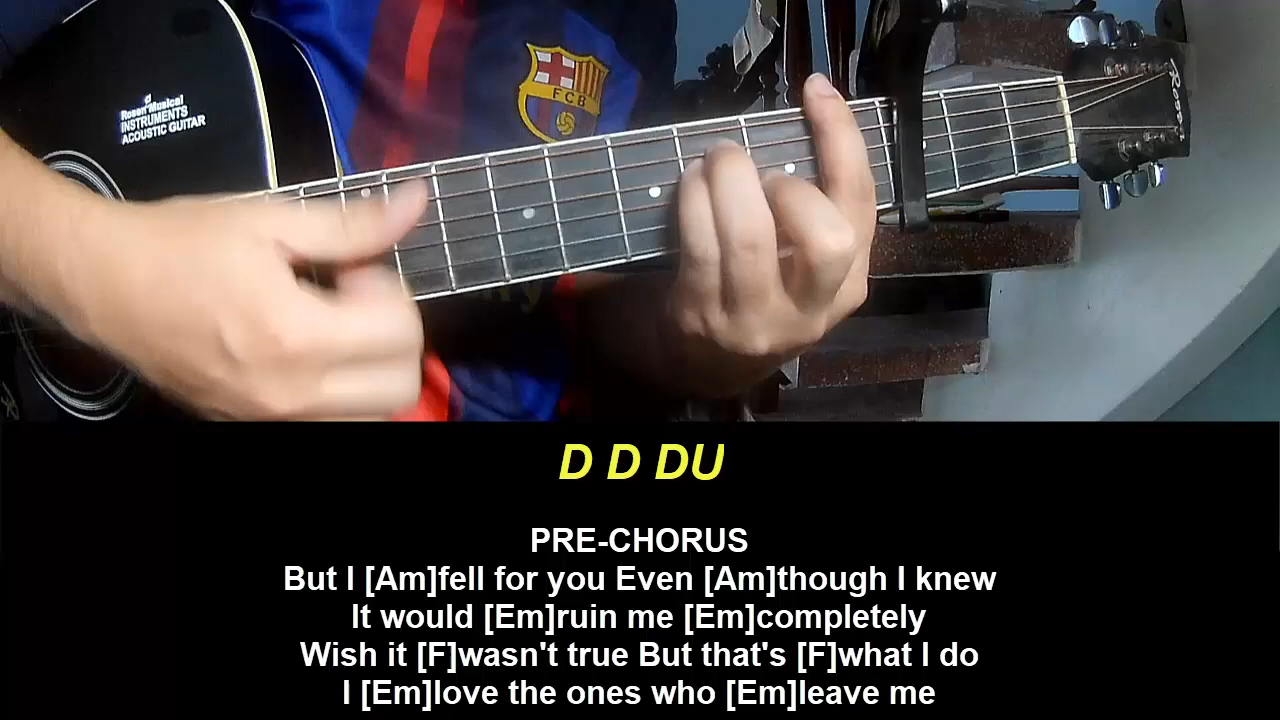 Rosen Musical
INSTRUMENTS
ACOUSTIC GUITAR
FCB
Rosen
D D DU
PRE-CHORUS
But I [Am]fell for you Even [Am]though I knew
It would [Em]ruin me [Em]completely
Wish it [F]wasn't true But that's [F]what I do
I [Em]love the ones who [Em]leave me